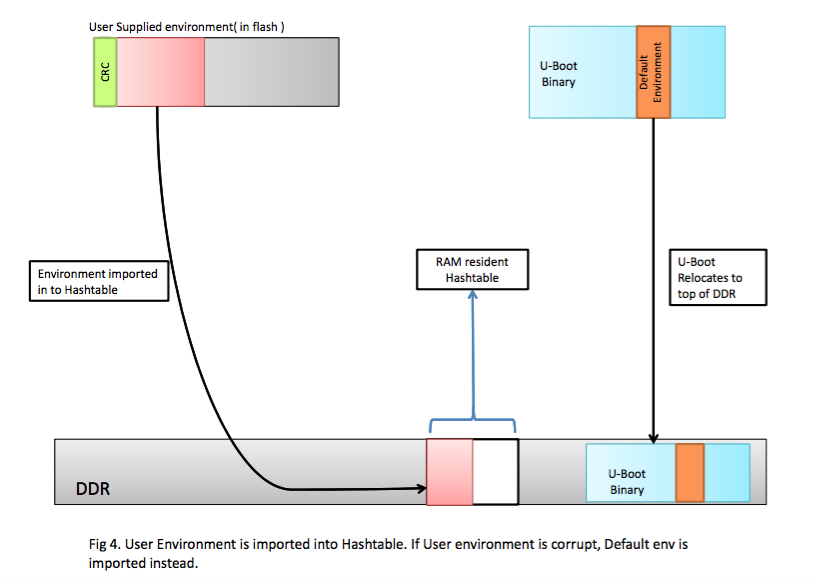 User Supplied environment( in flash )
CRC
U-Boot
Binary
Default
Environment
Environment imported
in to Hashtable
RAM resident
Hashtable
U-Boot
Relocates to
top of DDR
DDR
U-Boot
Binary
Fig 4. User Environment is imported into Hashtable. If User environment is corrupt, Default env is
imported instead.